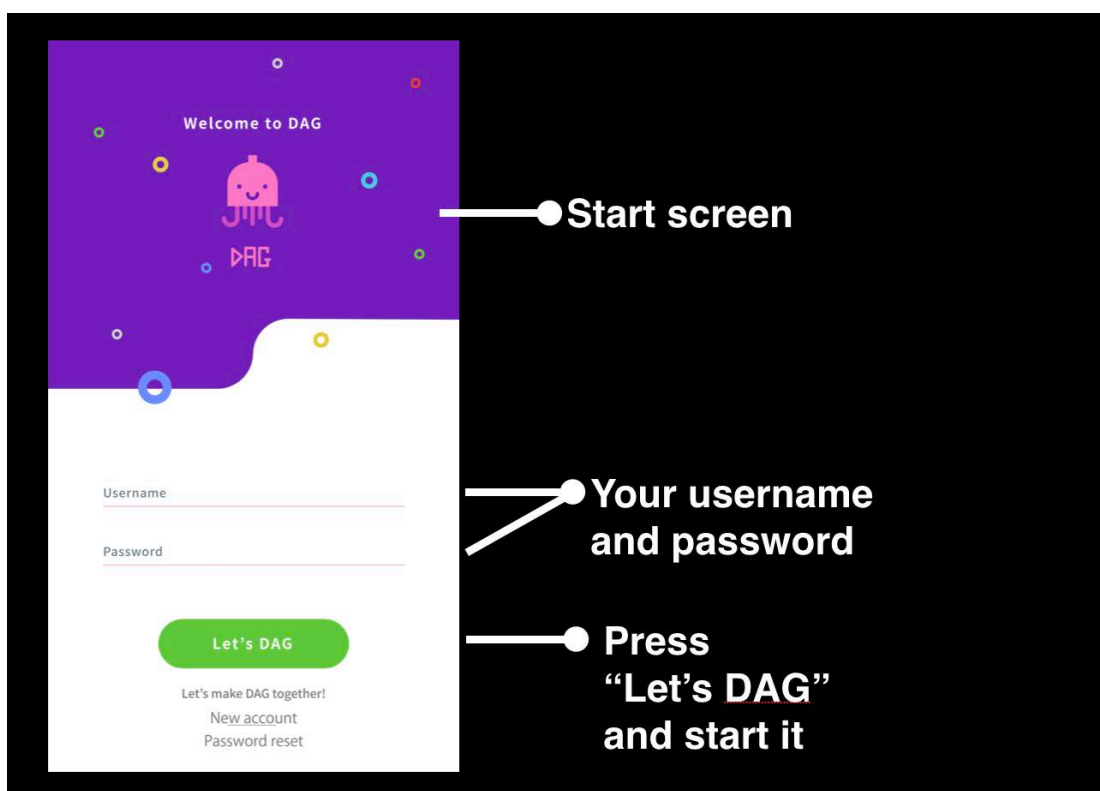 Welcome to DAG
DAG
Start screen
Username
Password
Your username
and password
Let's DAG
Let's make DAG together!
New account
Password reset
Press
“Let's DAG”
and start it